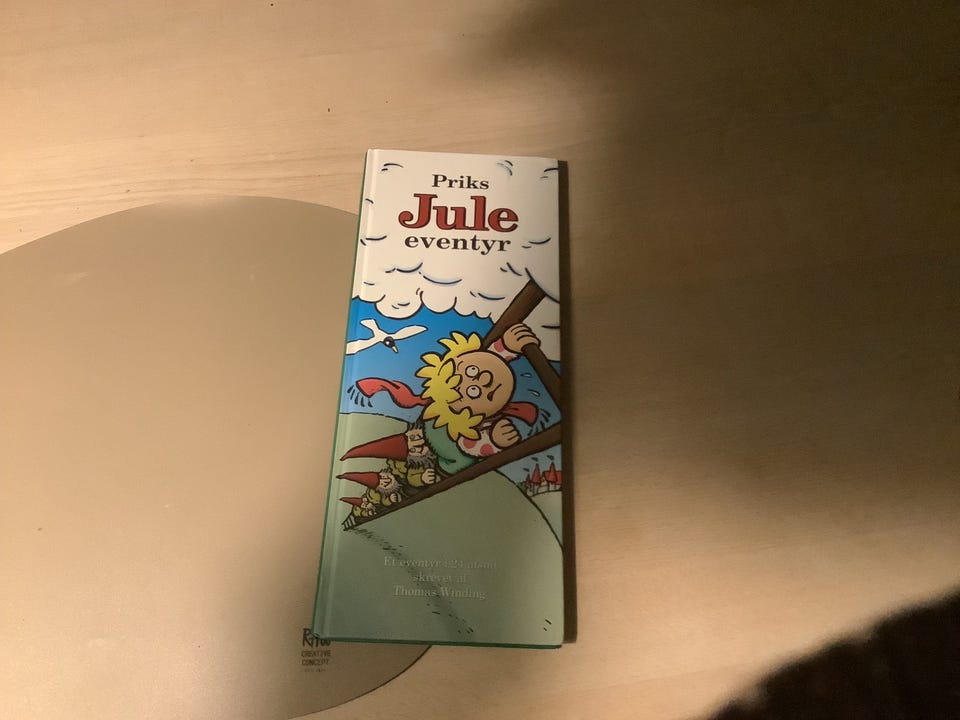 Priks
Jule
eventyr
Et eventyr i 24 afsnit
skrevet af
Thomas Winding
CREATIVE
CONCEPT